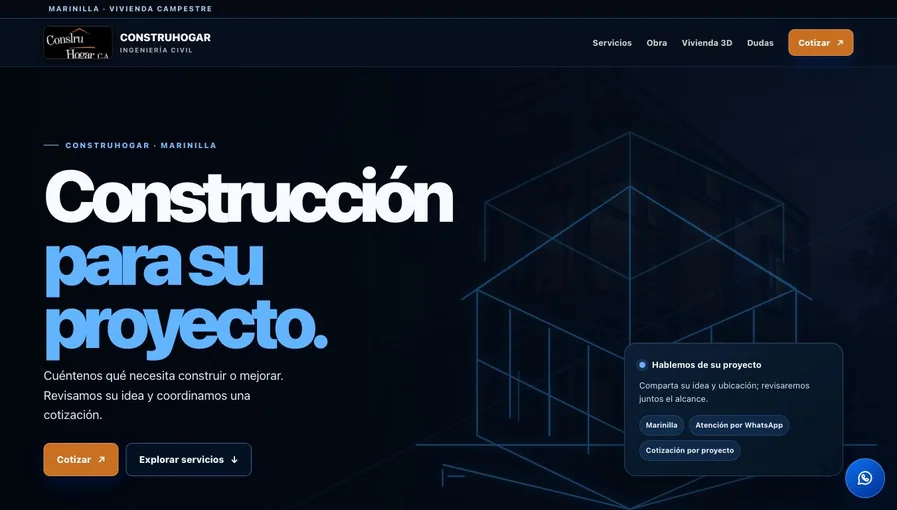 MARINILLA · VIVIENDA CAMPESTRE
Constru
Hogar C.A
CONSTRUHOGAR
INGENIERÍA CIVIL
Servicios
Obra
Vivienda 3D
Dudas
Cotizar ↗
CONSTRUHOGAR · MARINILLA
Construcción
para su
proyecto.
Cuéntenos qué necesita construir o mejorar.
Revisamos su idea y coordinamos una
cotización.
Cotizar ↗
Explorar servicios ↓
Hablemos de su proyecto
Comparta su idea y ubicación; revisaremos
juntos el alcance.
Marinilla
Atención por WhatsApp
Cotización por proyecto